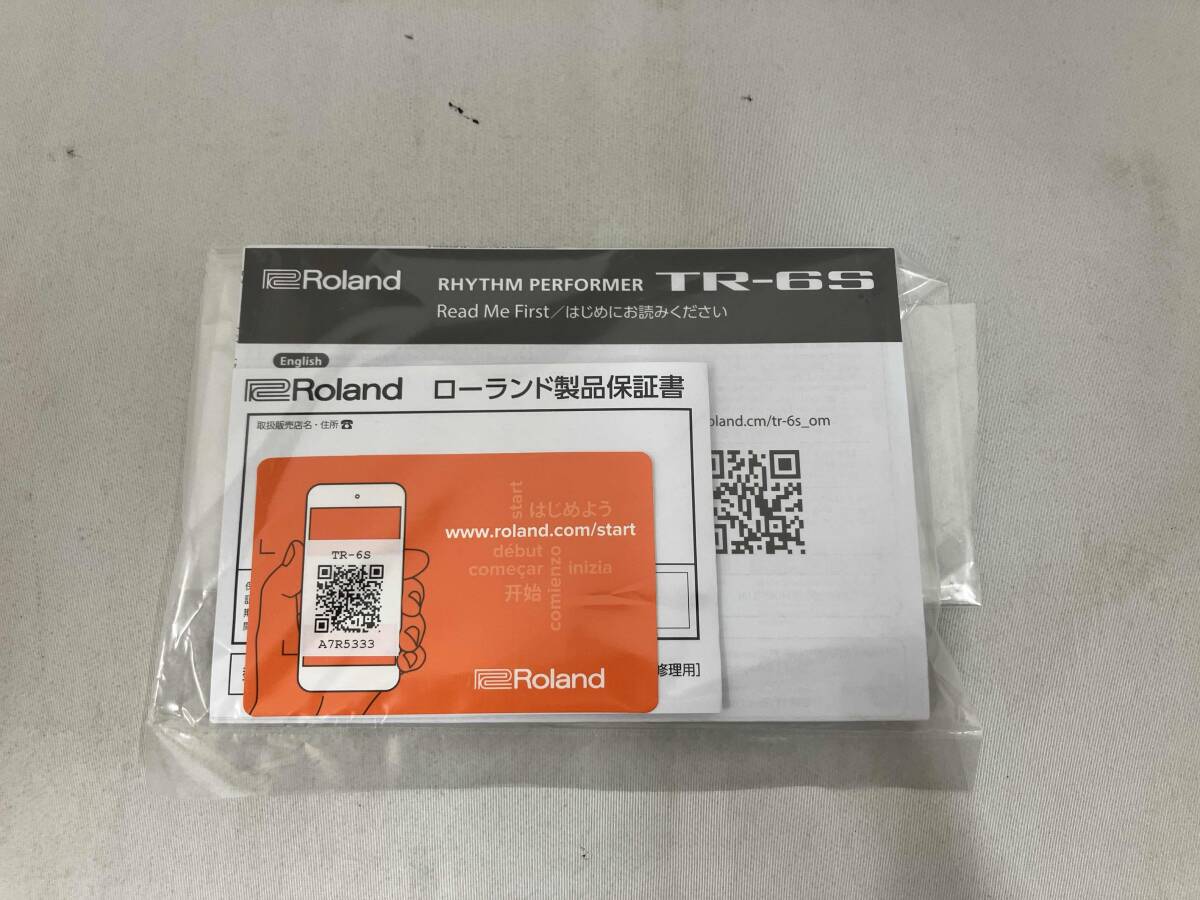 Roland RHYTHM PERFORMER TR-6S
Read Me First／はじめにお読みください
English
Roland ローランド製品保証書
取扱販売店名・住所☎
oland.cm/tr-6s_om
start
はじめよう
www.roland.com/start
début
começar
comienzo
inizia
开始
TR-6S
A7R5333
Roland
修理用]